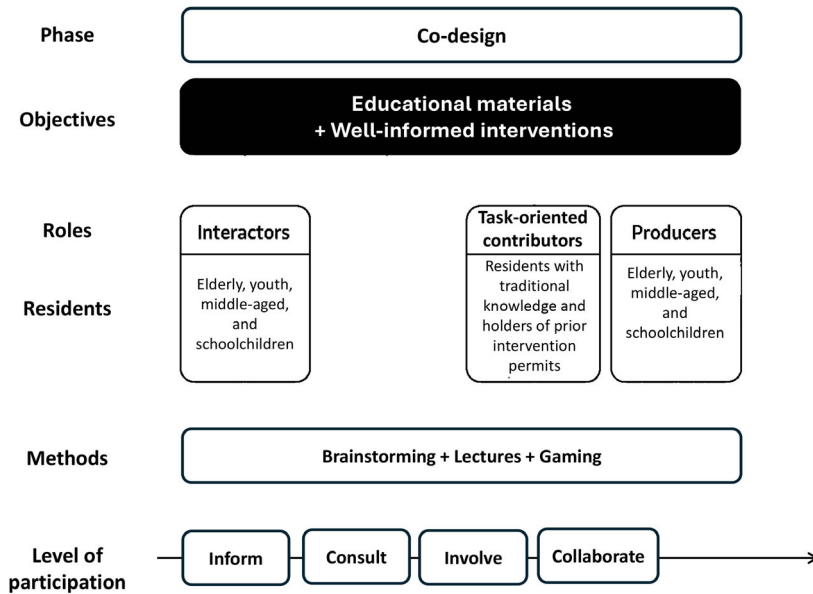 Phase
Co-design
Objectives
Educational materials
+ Well-informed interventions
Roles
Interactors
Task-oriented
contributors
Producers
Residents
Elderly, youth,
middle-aged,
and
schoolchildren
Residents with
traditional
knowledge and
holders of prior
intervention
permits
Elderly, youth,
middle-aged,
and
schoolchildren
Methods
Brainstorming + Lectures + Gaming
Level of
participation
Inform
Consult
Involve
Collaborate